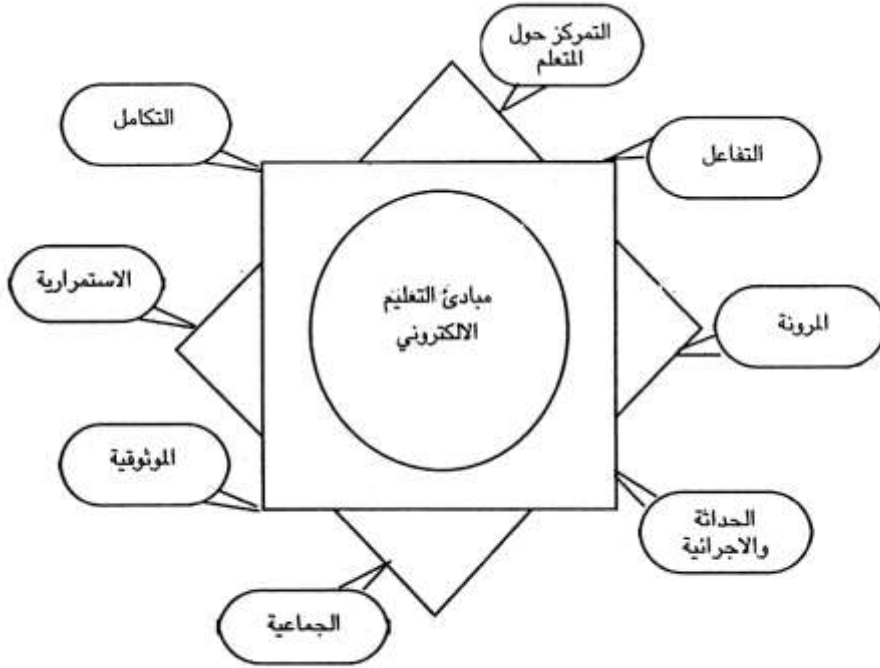 التمركز حول
المتعلم
التكامل
التفاعل
الاستمرارية
مبادئ التعليم
الالكتروني
المرونة
الموثوقية
الحداثة
والاجرائية
الجماعية